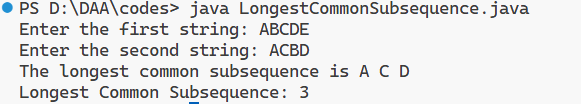 PS D:\DAA\codes> java LongestCommonSubsequence.java
Enter the first string: ABCDE
Enter the second string: ACBD
The longest common subsequence is A C D
Longest Common Subsequence: 3